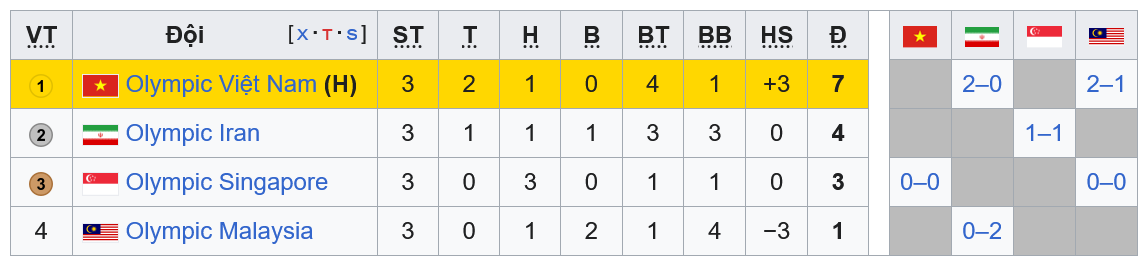 VT Đội [X · T · S] ST T H B BT BB HS Đ
1 Olympic Việt Nam (H) 3 2 1 0 4 1 +3 7 2–0 2–1
2 Olympic Iran 3 1 1 1 3 3 0 4 1–1
3 Olympic Singapore 3 0 3 0 1 1 0 3 0–0 0–0
4 Olympic Malaysia 3 0 1 2 1 4 −3 1 0–2